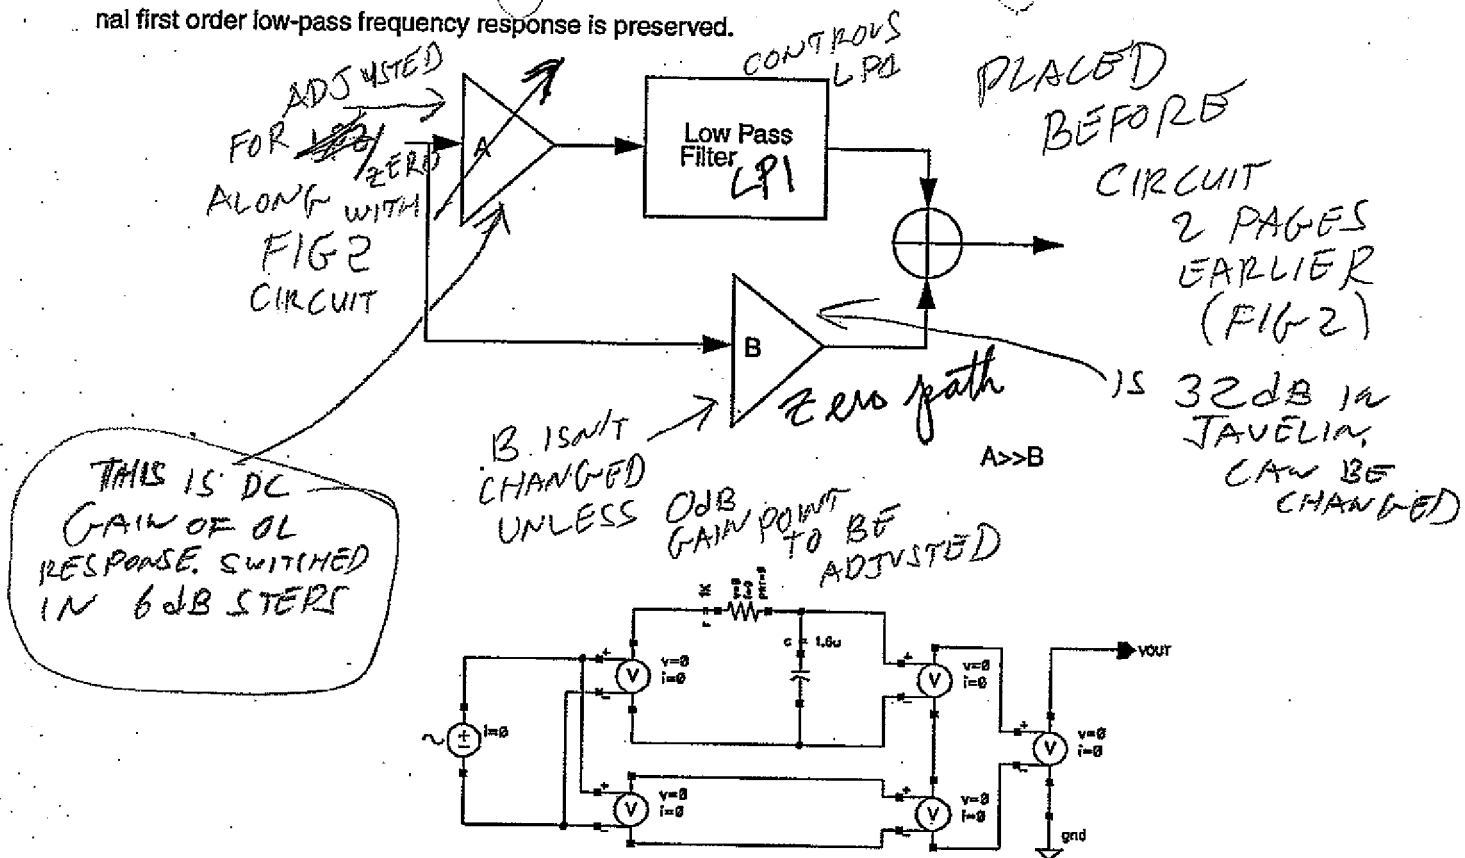 nal first order low-pass frequency response is preserved.
ADJUSTED
FOR
ZERO
ALONG WITH
FIG 2
CIRCUIT
A
CONTROLS
LP1
Low Pass
Filter
LP1
PLACED
BEFORE
CIRCUIT
2 PAGES
EARLIER
(FIG 2)
B
Zero path
IS 32dB in
JAVELIN.
CAN BE
CHANGED
A>>B
B ISN'T
CHANGED
UNLESS 0dB
GAIN POINT
TO BE
ADJUSTED
THIS IS DC
GAIN OF OL
RESPONSE. SWITCHED
IN 6dB STEPS
r 1K
v=0
i=0
c 1.6u
+
-
V
v=0
i=0
+
-
V
v=0
i=0
VOUT
~
±
i=0
+
-
V
v=0
i=0
+
-
V
v=0
i=0
+
-
V
v=0
i=0
gnd